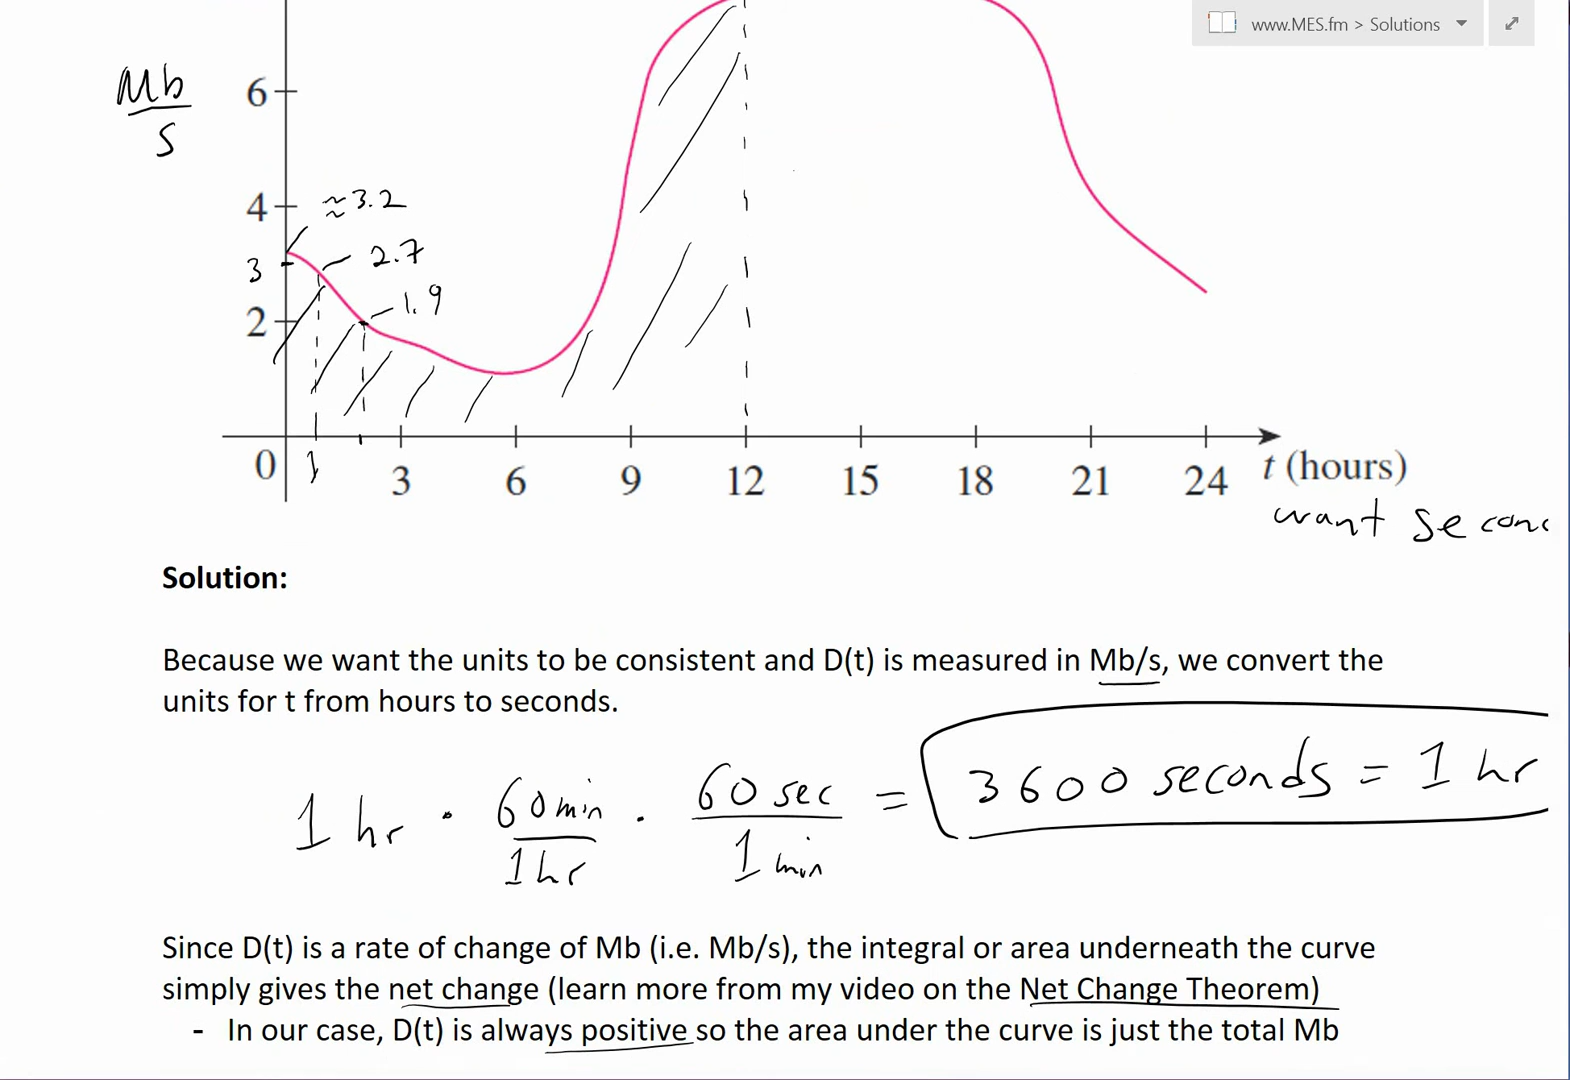 www.MES.fm > Solutions
Mb
s
6
4
≈3.2
3
2.7
2
1.9
0
1
3
6
9
12
15
18
21
24
t (hours)
want
Solution:
Because we want the units to be consistent and D(t) is measured in Mb/s, we convert the
units for t from hours to seconds.
1 hr · 60 min / 1 hr · 60 sec / 1 min = 3600 seconds = 1 hr
Since D(t) is a rate of change of Mb (i.e. Mb/s), the integral or area underneath the curve
simply gives the net change (learn more from my video on the Net Change Theorem)
- In our case, D(t) is always positive so the area under the curve is just the total Mb